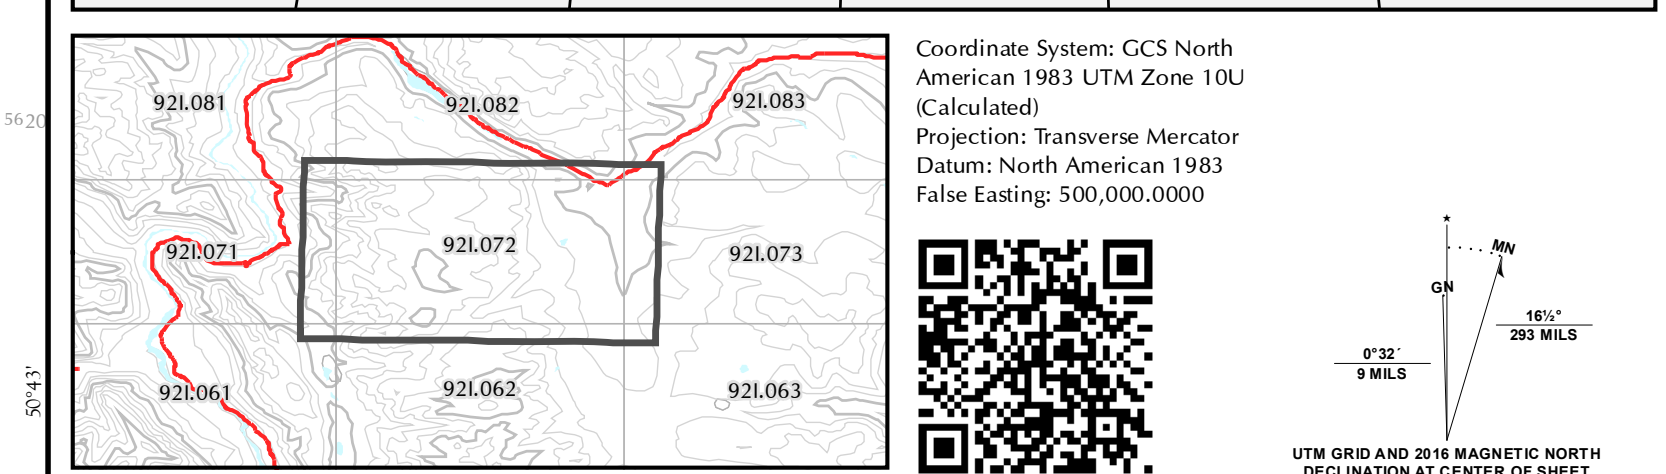 92I.081
92I.082
92I.083
5620
92I.071
92I.072
92I.073
50°43'
92I.061
92I.062
92I.063
Coordinate System: GCS North
American 1983 UTM Zone 10U
(Calculated)
Projection: Transverse Mercator
Datum: North American 1983
False Easting: 500,000.0000
MN
GN
16½°
293 MILS
0°32´
9 MILS
UTM GRID AND 2016 MAGNETIC NORTH
DECLINATION AT CENTER OF SHEET